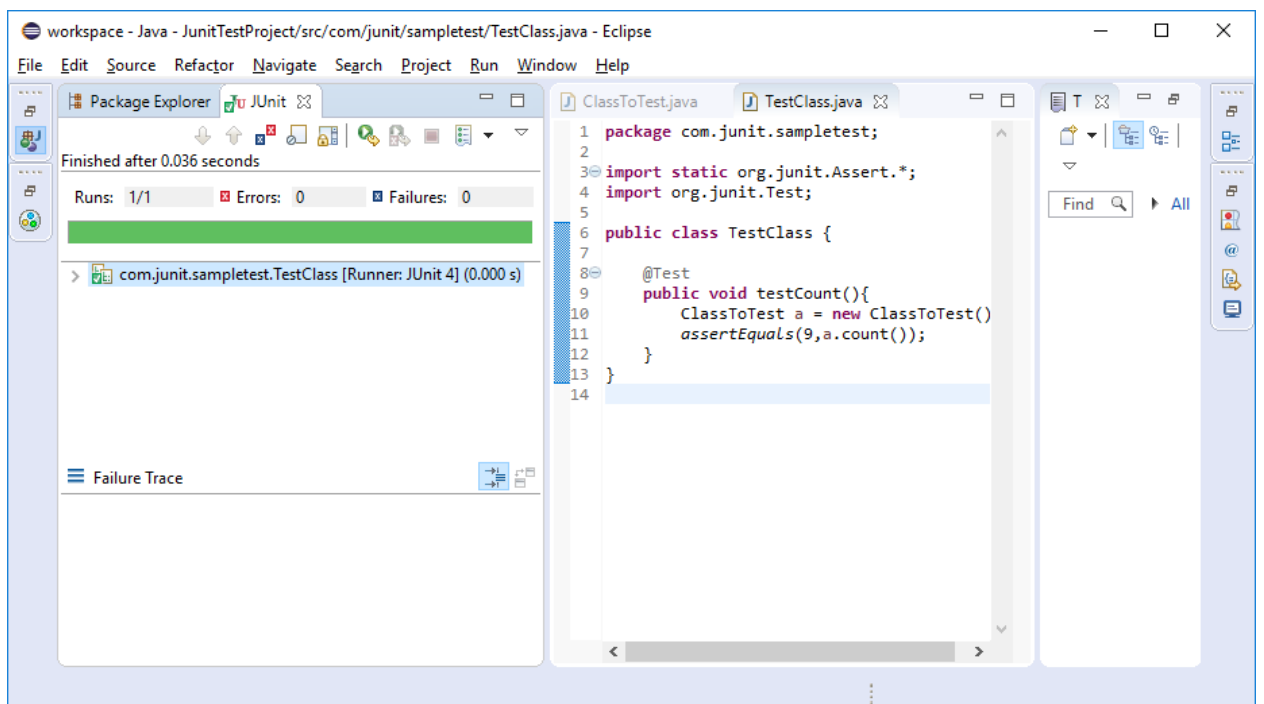 workspace - Java - JunitTestProject/src/com/junit/sampletest/TestClass.java - Eclipse
File Edit Source Refactor Navigate Search Project Run Window Help
Package Explorer JUnit
Finished after 0.036 seconds
Runs: 1/1 Errors: 0 Failures: 0
com.junit.sampletest.TestClass [Runner: JUnit 4] (0.000 s)
Failure Trace
ClassToTest.java TestClass.java
1 package com.junit.sampletest;
2
3 import static org.junit.Assert.*;
4 import org.junit.Test;
5
6 public class TestClass {
7
8 @Test
9 public void testCount(){
10 ClassToTest a = new ClassToTest()
11 assertEquals(9,a.count());
12 }
13 }
14
T
Find All